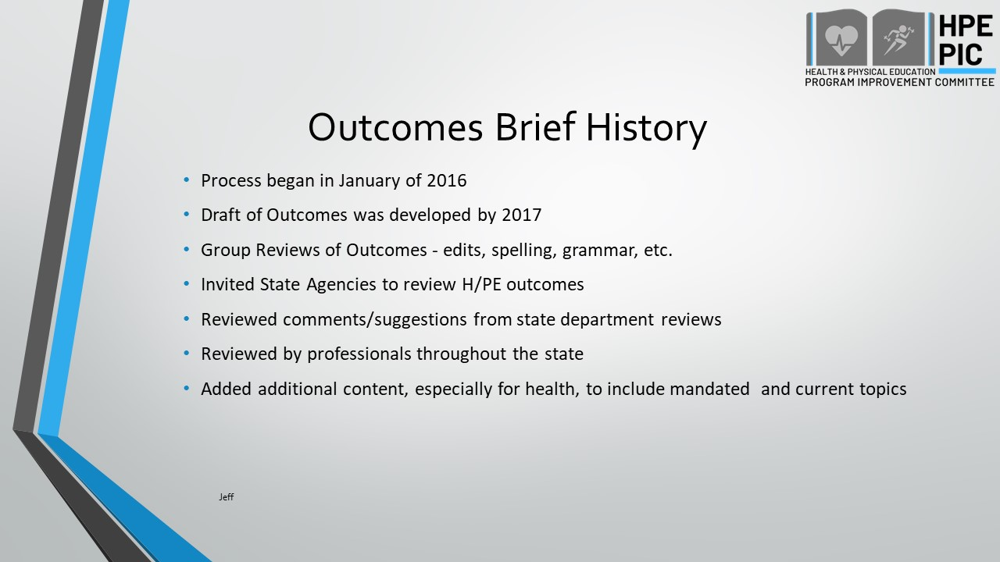 HPE
PIC
HEALTH & PHYSICAL EDUCATION
PROGRAM IMPROVEMENT COMMITTEE
Outcomes Brief History
• Process began in January of 2016
• Draft of Outcomes was developed by 2017
• Group Reviews of Outcomes - edits, spelling, grammar, etc.
• Invited State Agencies to review H/PE outcomes
• Reviewed comments/suggestions from state department reviews
• Reviewed by professionals throughout the state
• Added additional content, especially for health, to include mandated  and current topics
Jeff